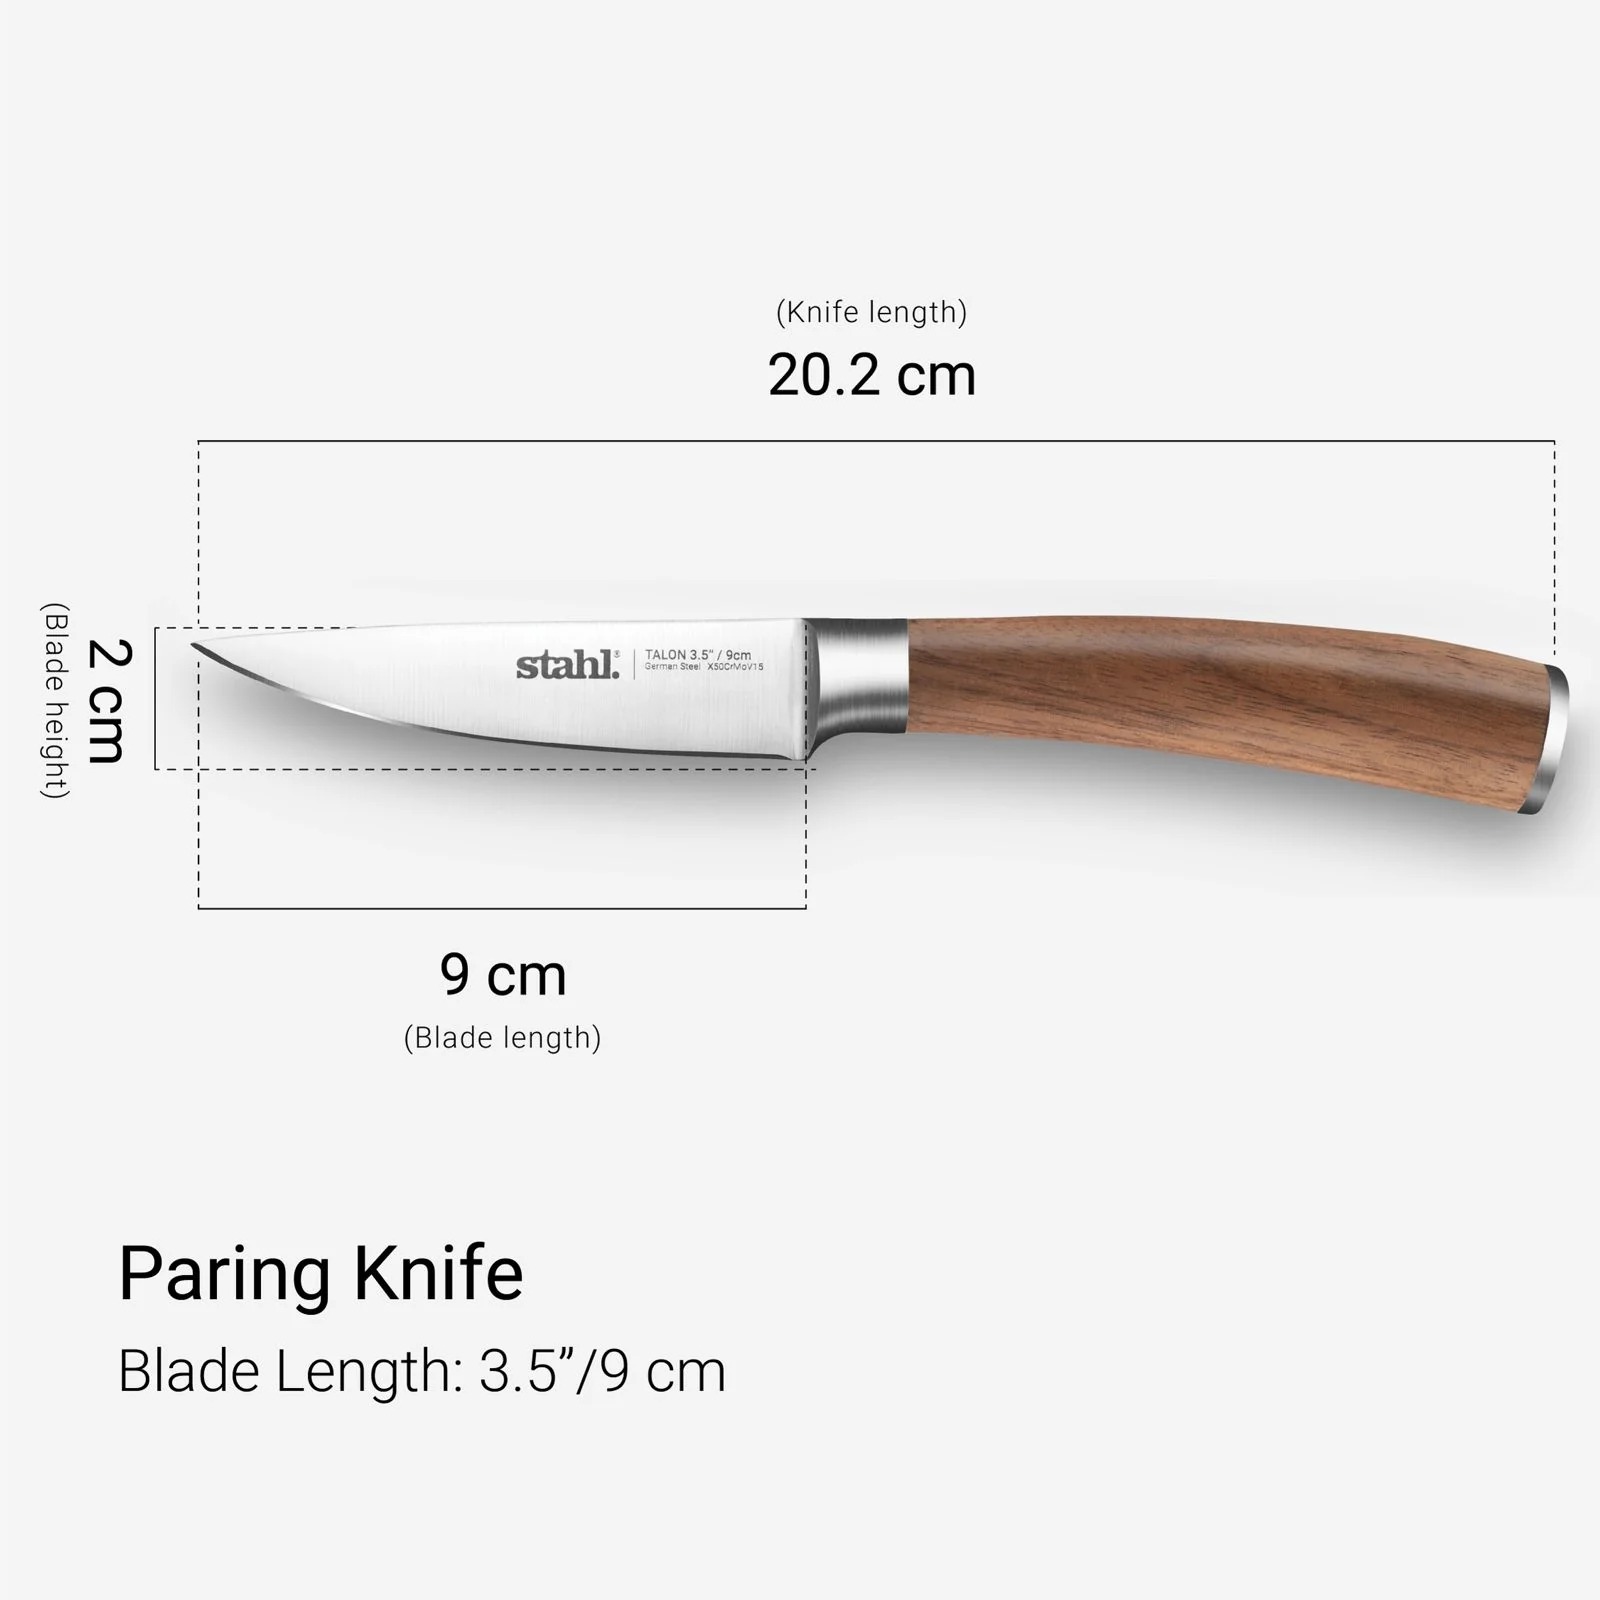 (Knife length)
20.2 cm
2 cm
(Blade height)
stahl.®
TALON 3.5" / 9cm
German Steel X50CrMoV15
9 cm
(Blade length)
Paring Knife
Blade Length: 3.5”/9 cm